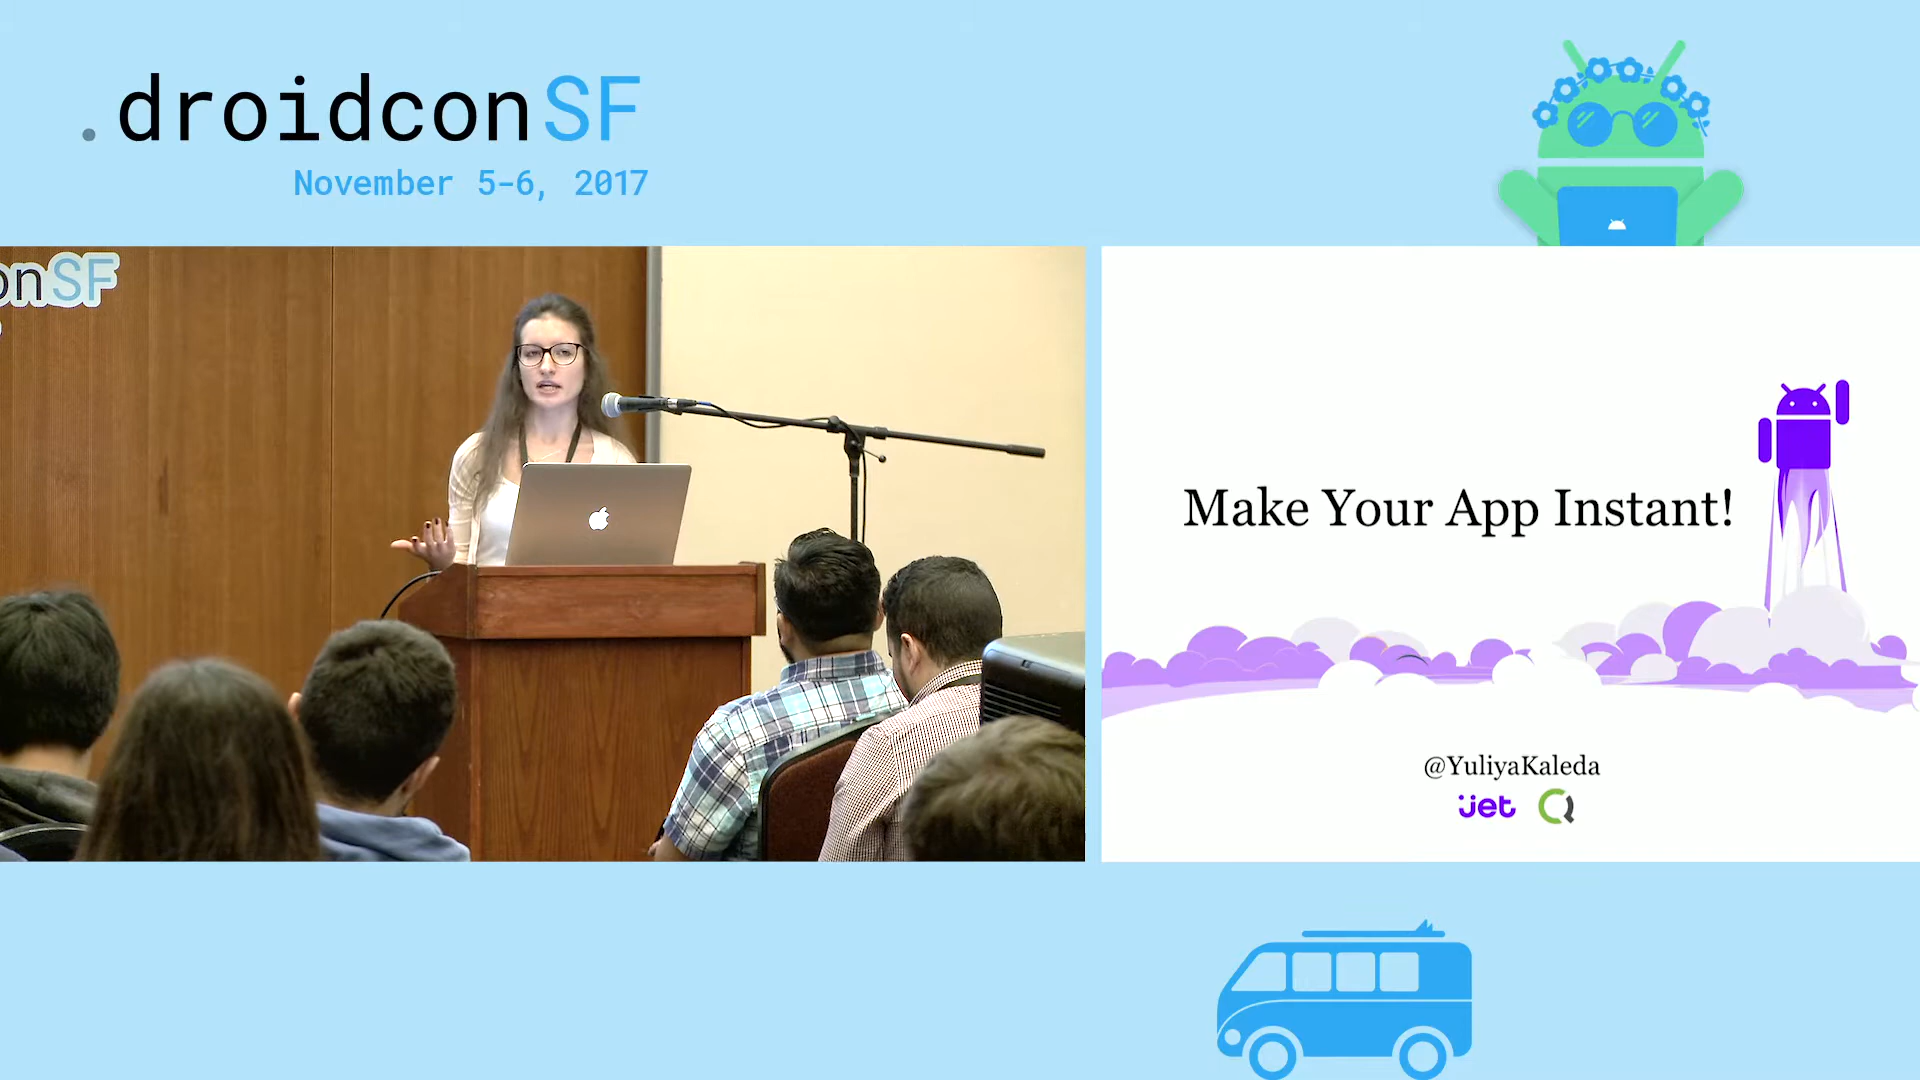 .droidconSF
November 5-6, 2017
onSF
Make Your App Instant!
@YuliyaKaleda
jet